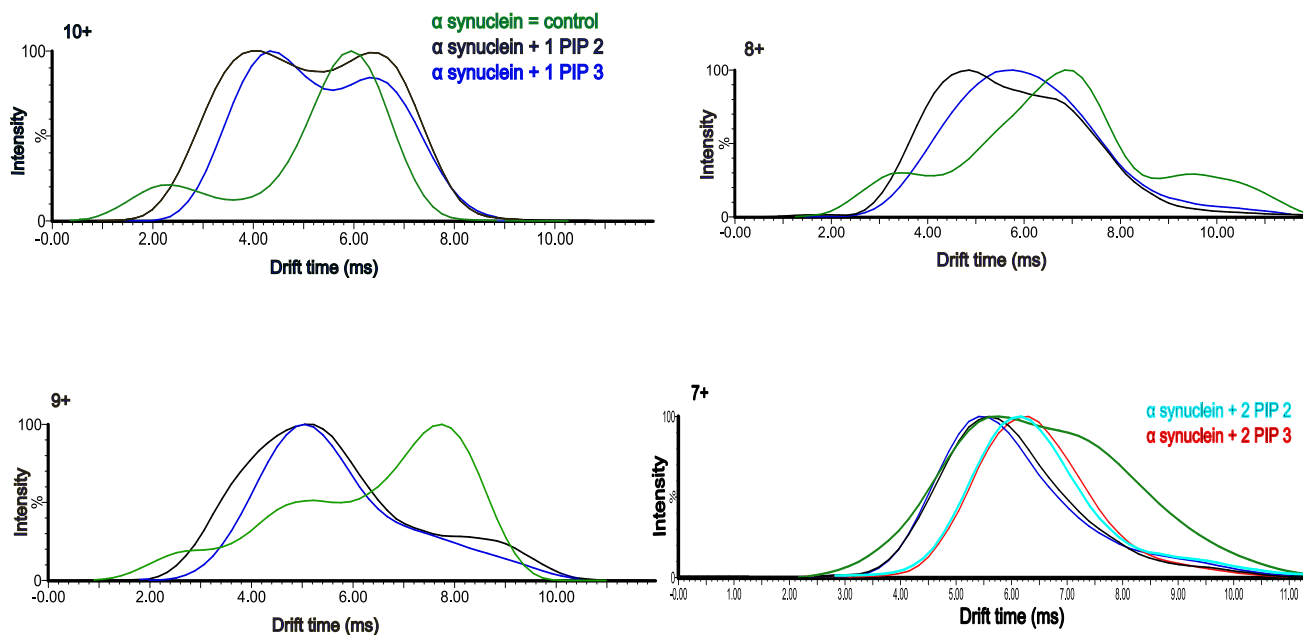 10+
α synuclein = control
α synuclein + 1 PIP 2
α synuclein + 1 PIP 3
100
Intensity
%
0
-0.00 2.00 4.00 6.00 8.00 10.00
Drift time (ms)
8+
100
Intensity
%
0
-0.00 2.00 4.00 6.00 8.00 10.00
Drift time (ms)
9+
100
Intensity
%
0
-0.00 2.00 4.00 6.00 8.00 10.00
Drift time (ms)
7+
α synuclein + 2 PIP 2
α synuclein + 2 PIP 3
100
Intensity
%
0
-0.00 1.00 2.00 3.00 4.00 5.00 6.00 7.00 8.00 9.00 10.00 11.0
Drift time (ms)